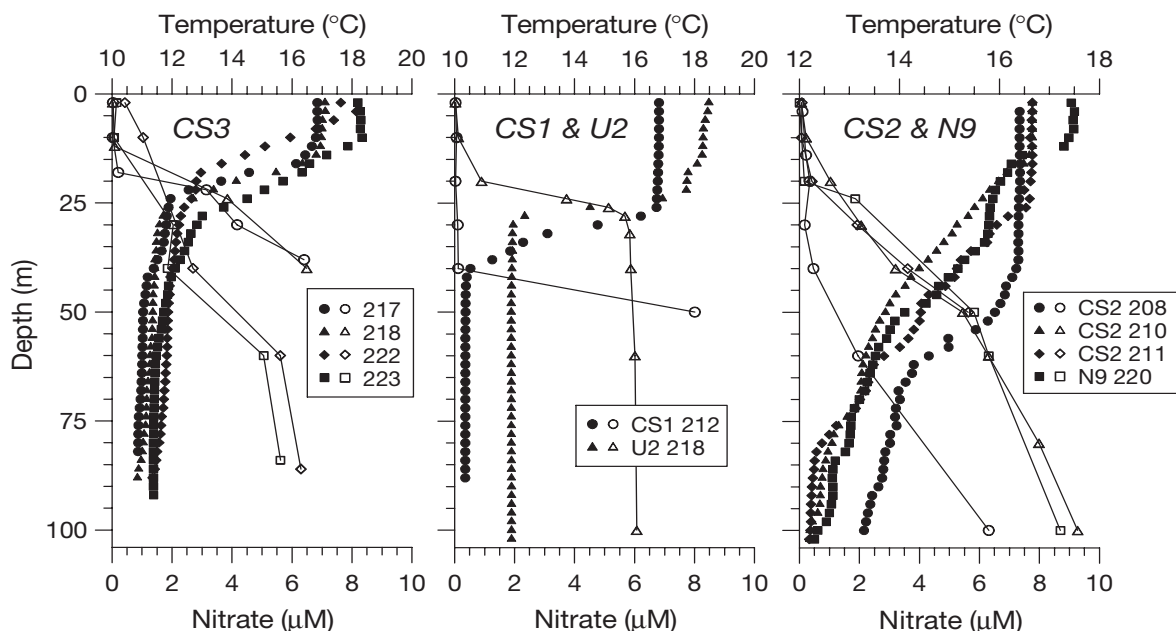 Temperature (°C)
10 12 14 16 18 20
Temperature (°C)
10 12 14 16 18 20
Temperature (°C)
12 14 16 18
Depth (m)
0
25
50
75
100
CS3
217
218
222
223
CS1 & U2
CS1 212
U2 218
CS2 & N9
CS2 208
CS2 210
CS2 211
N9 220
0 2 4 6 8 10
Nitrate (μM)
0 2 4 6 8 10
Nitrate (μM)
0 2 4 6 8 10
Nitrate (μM)